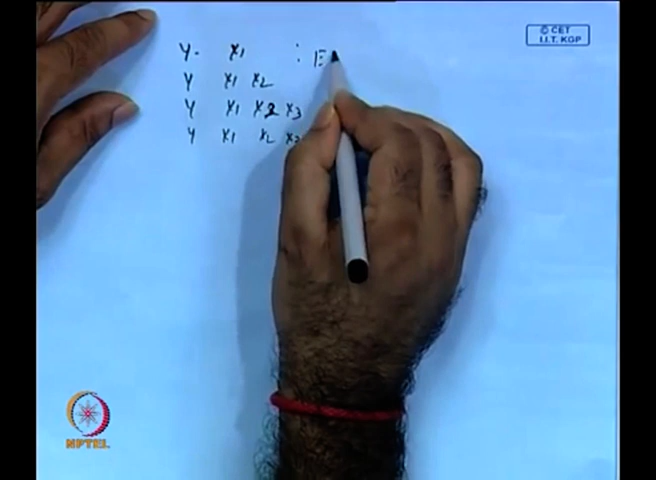 Y - X1 : E
Y X1 X2
Y X1 X2 X3
Y X1 X2
© CET
I.I.T. KGP
NPTEL